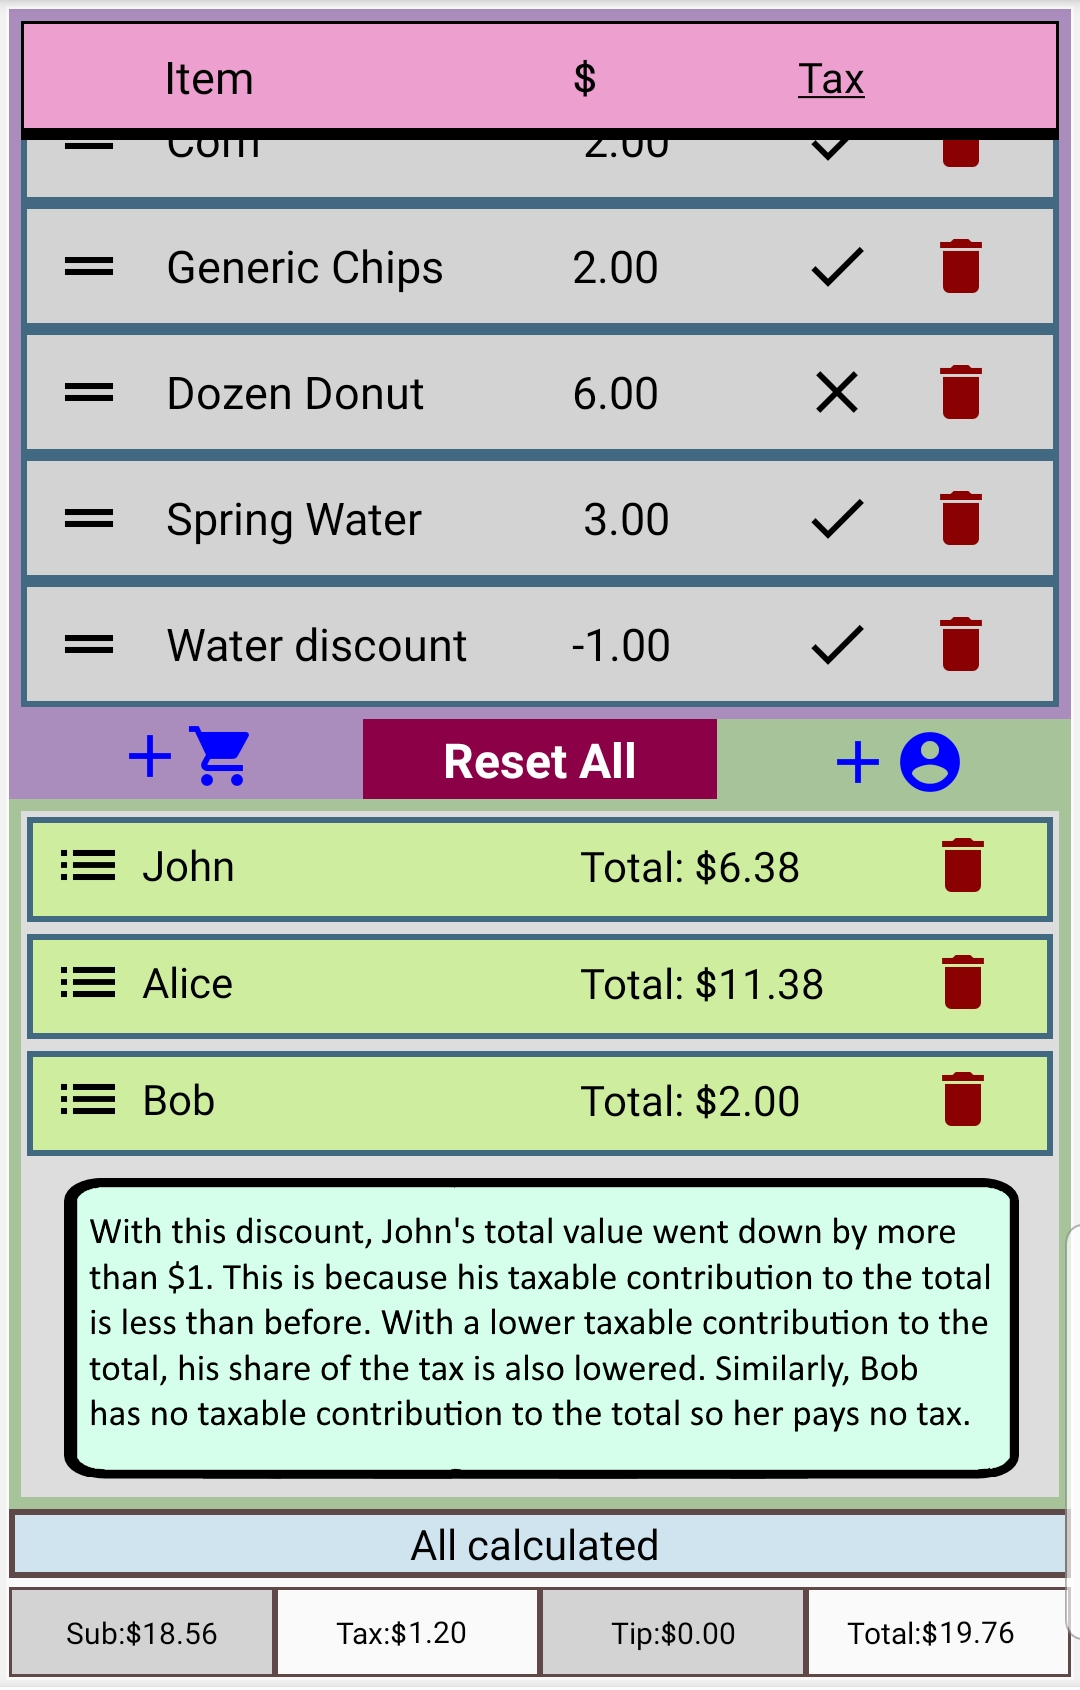 Item $ Tax
Corn 2.00
Generic Chips 2.00
Dozen Donut 6.00
Spring Water 3.00
Water discount -1.00
+ Reset All +
John Total: $6.38
Alice Total: $11.38
Bob Total: $2.00
With this discount, John's total value went down by more
than $1. This is because his taxable contribution to the total
is less than before. With a lower taxable contribution to the
total, his share of the tax is also lowered. Similarly, Bob
has no taxable contribution to the total so her pays no tax.
All calculated
Sub:$18.56 Tax:$1.20 Tip:$0.00 Total:$19.76